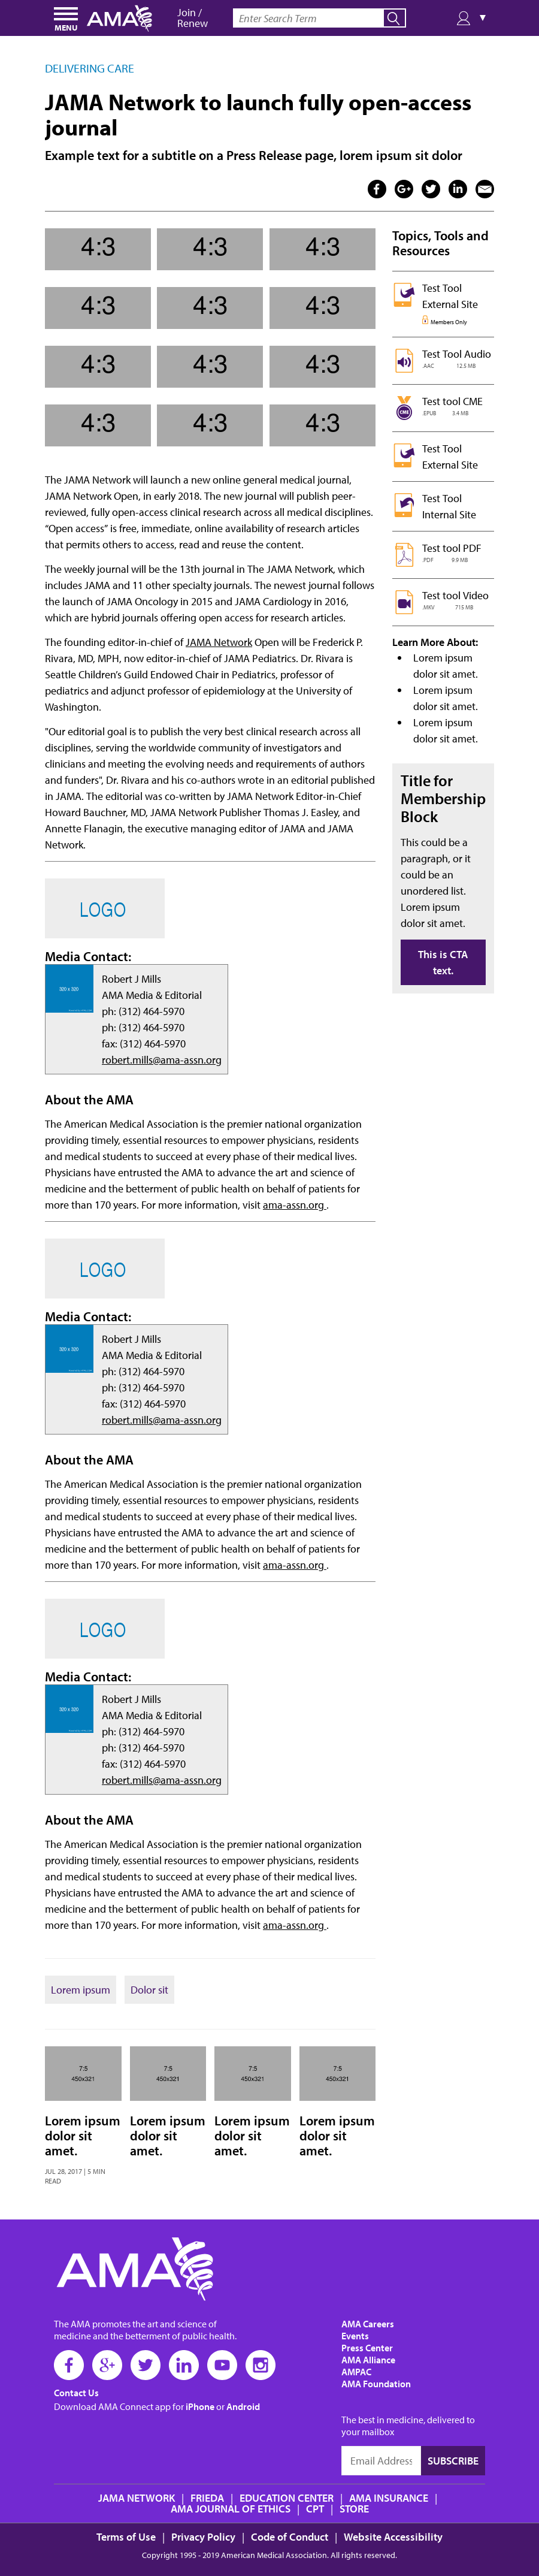 MENU
AMA
Join /
Renew
Enter Search Term
▼
DELIVERING CARE
JAMA Network to launch fully open-access
journal
Example text for a subtitle on a Press Release page, lorem ipsum sit dolor
4:3 4:3 4:3
4:3 4:3 4:3
4:3 4:3 4:3
4:3 4:3 4:3
The JAMA Network will launch a new online general medical journal,
JAMA Network Open, in early 2018. The new journal will publish peer-
reviewed, fully open-access clinical research across all medical disciplines.
“Open access” is free, immediate, online availability of research articles
that permits others to access, read and reuse the content.
The weekly journal will be the 13th journal in The JAMA Network, which
includes JAMA and 11 other specialty journals. The newest journal follows
the launch of JAMA Oncology in 2015 and JAMA Cardiology in 2016,
which are hybrid journals offering open access for research articles.
The founding editor-in-chief of JAMA Network Open will be Frederick P.
Rivara, MD, MPH, now editor-in-chief of JAMA Pediatrics. Dr. Rivara is
Seattle Children’s Guild Endowed Chair in Pediatrics, professor of
pediatrics and adjunct professor of epidemiology at the University of
Washington.
"Our editorial goal is to publish the very best clinical research across all
disciplines, serving the worldwide community of investigators and
clinicians and meeting the evolving needs and requirements of authors
and funders", Dr. Rivara and his co-authors wrote in an editorial published
in JAMA. The editorial was co-written by JAMA Network Editor-in-Chief
Howard Bauchner, MD, JAMA Network Publisher Thomas J. Easley, and
Annette Flanagin, the executive managing editor of JAMA and JAMA
Network.
LOGO
Media Contact:
320 x 320
Robert J Mills
AMA Media & Editorial
ph: (312) 464-5970
ph: (312) 464-5970
fax: (312) 464-5970
robert.mills@ama-assn.org
About the AMA
The American Medical Association is the premier national organization
providing timely, essential resources to empower physicians, residents
and medical students to succeed at every phase of their medical lives.
Physicians have entrusted the AMA to advance the art and science of
medicine and the betterment of public health on behalf of patients for
more than 170 years. For more information, visit ama-assn.org .
LOGO
Media Contact:
320 x 320
Robert J Mills
AMA Media & Editorial
ph: (312) 464-5970
ph: (312) 464-5970
fax: (312) 464-5970
robert.mills@ama-assn.org
About the AMA
The American Medical Association is the premier national organization
providing timely, essential resources to empower physicians, residents
and medical students to succeed at every phase of their medical lives.
Physicians have entrusted the AMA to advance the art and science of
medicine and the betterment of public health on behalf of patients for
more than 170 years. For more information, visit ama-assn.org .
LOGO
Media Contact:
320 x 320
Robert J Mills
AMA Media & Editorial
ph: (312) 464-5970
ph: (312) 464-5970
fax: (312) 464-5970
robert.mills@ama-assn.org
About the AMA
The American Medical Association is the premier national organization
providing timely, essential resources to empower physicians, residents
and medical students to succeed at every phase of their medical lives.
Physicians have entrusted the AMA to advance the art and science of
medicine and the betterment of public health on behalf of patients for
more than 170 years. For more information, visit ama-assn.org .
Lorem ipsum Dolor sit
7:5 7:5 7:5 7:5
450x321 450x321 450x321 450x321
Lorem ipsum Lorem ipsum Lorem ipsum Lorem ipsum
dolor sit dolor sit dolor sit dolor sit
amet. amet. amet. amet.
JUL 28, 2017 | 5 MIN
READ
Topics, Tools and
Resources
Test Tool
External Site
Members Only
Test Tool Audio
.AAC 12.5 MB
CME
Test tool CME
.EPUB 3.4 MB
Test Tool
External Site
Test Tool
Internal Site
Test tool PDF
.PDF 9.9 MB
Test tool Video
.MKV 715 MB
Learn More About:
• Lorem ipsum
dolor sit amet.
• Lorem ipsum
dolor sit amet.
• Lorem ipsum
dolor sit amet.
Title for
Membership
Block
This could be a
paragraph, or it
could be an
unordered list.
Lorem ipsum
dolor sit amet.
This is CTA
text.
AMA
The AMA promotes the art and science of
medicine and the betterment of public health.
Contact Us
Download AMA Connect app for iPhone or Android
AMA Careers
Events
Press Center
AMA Alliance
AMPAC
AMA Foundation
The best in medicine, delivered to
your mailbox
Email Address SUBSCRIBE
JAMA NETWORK | FRIEDA | EDUCATION CENTER | AMA INSURANCE |
AMA JOURNAL OF ETHICS | CPT | STORE
Terms of Use | Privacy Policy | Code of Conduct | Website Accessibility
Copyright 1995 - 2019 American Medical Association. All rights reserved.